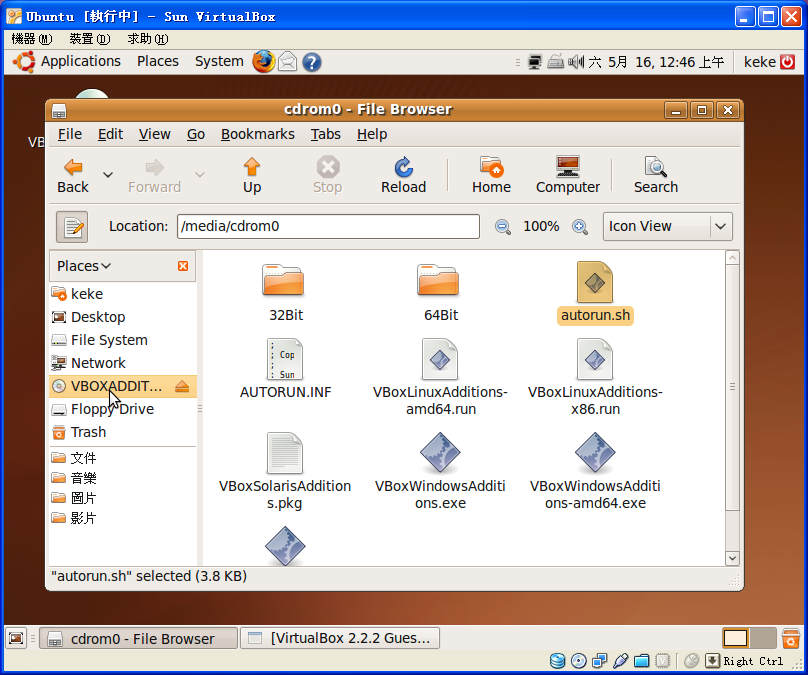 Ubuntu [執行中] - Sun VirtualBox
機器(M) 裝置(D) 求助(H)
Applications Places System 六 5月 16, 12:46 上午 keke
cdrom0 - File Browser
File Edit View Go Bookmarks Tabs Help
Back Forward Up Stop Reload Home Computer Search
Location: /media/cdrom0 100% Icon View
Places
keke
Desktop
File System
Network
VBOXADDIT...
Floppy Drive
Trash
文件
音樂
圖片
影片
32Bit 64Bit autorun.sh
; Cop
;
; Sun
AUTORUN.INF VBoxLinuxAdditions-
amd64.run VBoxLinuxAdditions-
x86.run
VBoxSolarisAddition
s.pkg VBoxWindowsAdditi
ons.exe VBoxWindowsAdditi
ons-amd64.exe
"autorun.sh" selected (3.8 KB)
VB
cdrom0 - File Browser [VirtualBox 2.2.2 Gues...
Right Ctrl